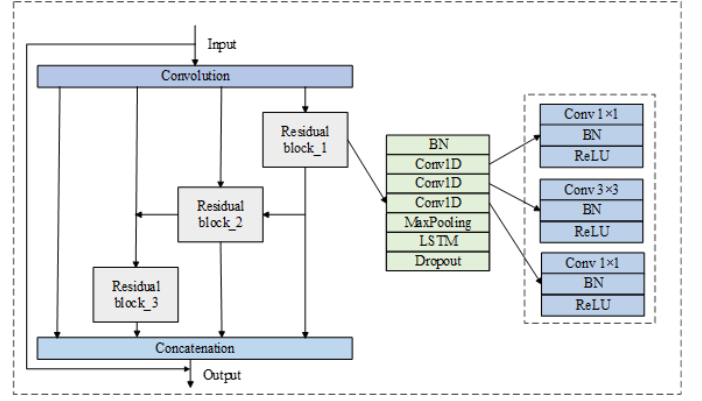 Input
Convolution
Residual
block_1
Residual
block_2
Residual
block_3
Concatenation
Output
BN
Conv1D
Conv1D
Conv1D
MaxPooling
LSTM
Dropout
Conv 1×1
BN
ReLU
Conv 3×3
BN
ReLU
Conv 1×1
BN
ReLU